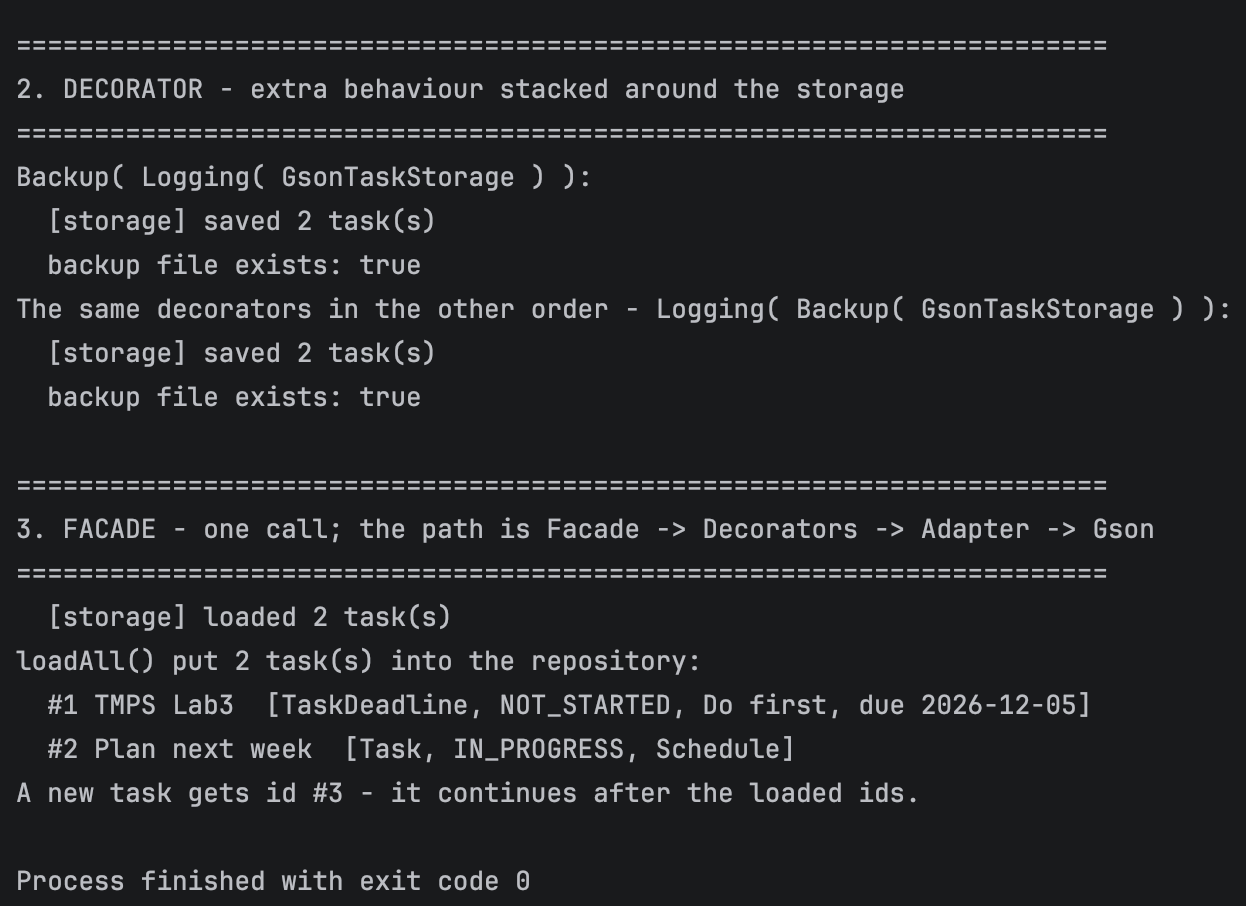 ======================================================================
2. DECORATOR - extra behaviour stacked around the storage
======================================================================
Backup( Logging( GsonTaskStorage ) ):
  [storage] saved 2 task(s)
  backup file exists: true
The same decorators in the other order - Logging( Backup( GsonTaskStorage ) ):
  [storage] saved 2 task(s)
  backup file exists: true

======================================================================
3. FACADE - one call; the path is Facade -> Decorators -> Adapter -> Gson
======================================================================
  [storage] loaded 2 task(s)
loadAll() put 2 task(s) into the repository:
  #1 TMPS Lab3  [TaskDeadline, NOT_STARTED, Do first, due 2026-12-05]
  #2 Plan next week  [Task, IN_PROGRESS, Schedule]
A new task gets id #3 - it continues after the loaded ids.

Process finished with exit code 0